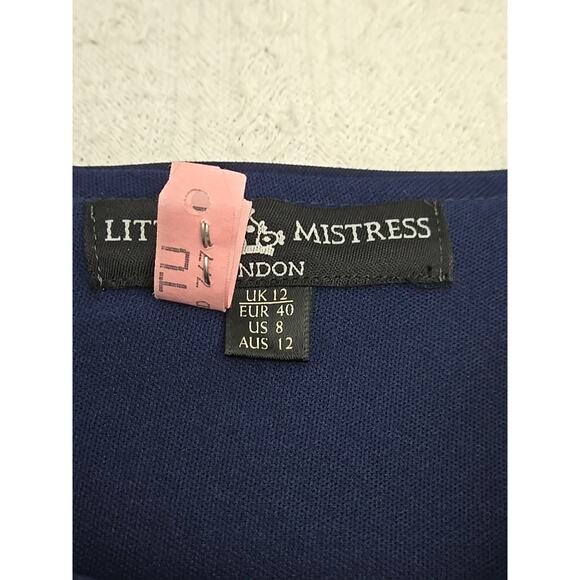 LIT MISTRESS
NDON
UK 12
EUR 40
US 8
AUS 12